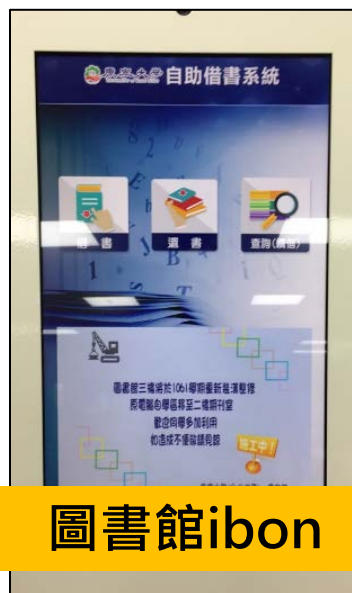 自助借書系統
借書
還書
查詢(續借)
圖書館三樓將於1061學期重新裝潢整修
原電腦自學區移至二樓期刊室
歡迎同學多加利用
如造成不便敬請見諒
施工中!
圖書館ibon